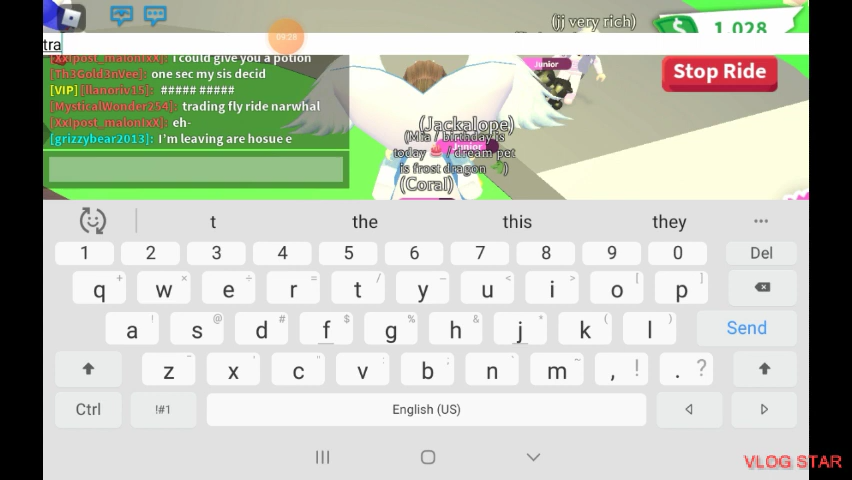 (jj very rich)
1,028
09:28
tra
Stop Ride
Junior
[Xxlpost_malonIxX]: I could give you a potion
[Th3Gold3nVee]: one sec my sis decid
[VIP] [llanoriv15]: ##### #####
[MysticalWonder254]: trading fly ride narwhal
[Xxlpost_malonIxX]: eh-
[grizzybear2013]: I'm leaving are hosue e
(Jackalope)
(Mia / birthday is
today 🎂 / dream pet
is frost dragon 🐉)
Junior
(Coral)
t the this they ...
1 2 3 4 5 6 7 8 9 0 Del
q w e r t y u i o p
+ × ÷ = / _ < > [ ]
a s d f g h j k l Send
! @ # $ % ^ & * ( )
z x c v b n m , ! . ?
Ctrl !#1 English (US)
VLOG STAR